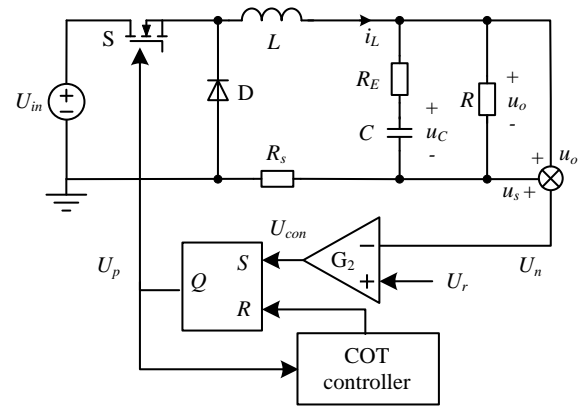 S
L
i_L
U_in
D
R_E
C
+
u_C
-
R
+
u_o
-
R_s
+
u_o
u_s +
U_con
U_p
Q
S
R
G_2
−
+
U_n
U_r
COT
controller